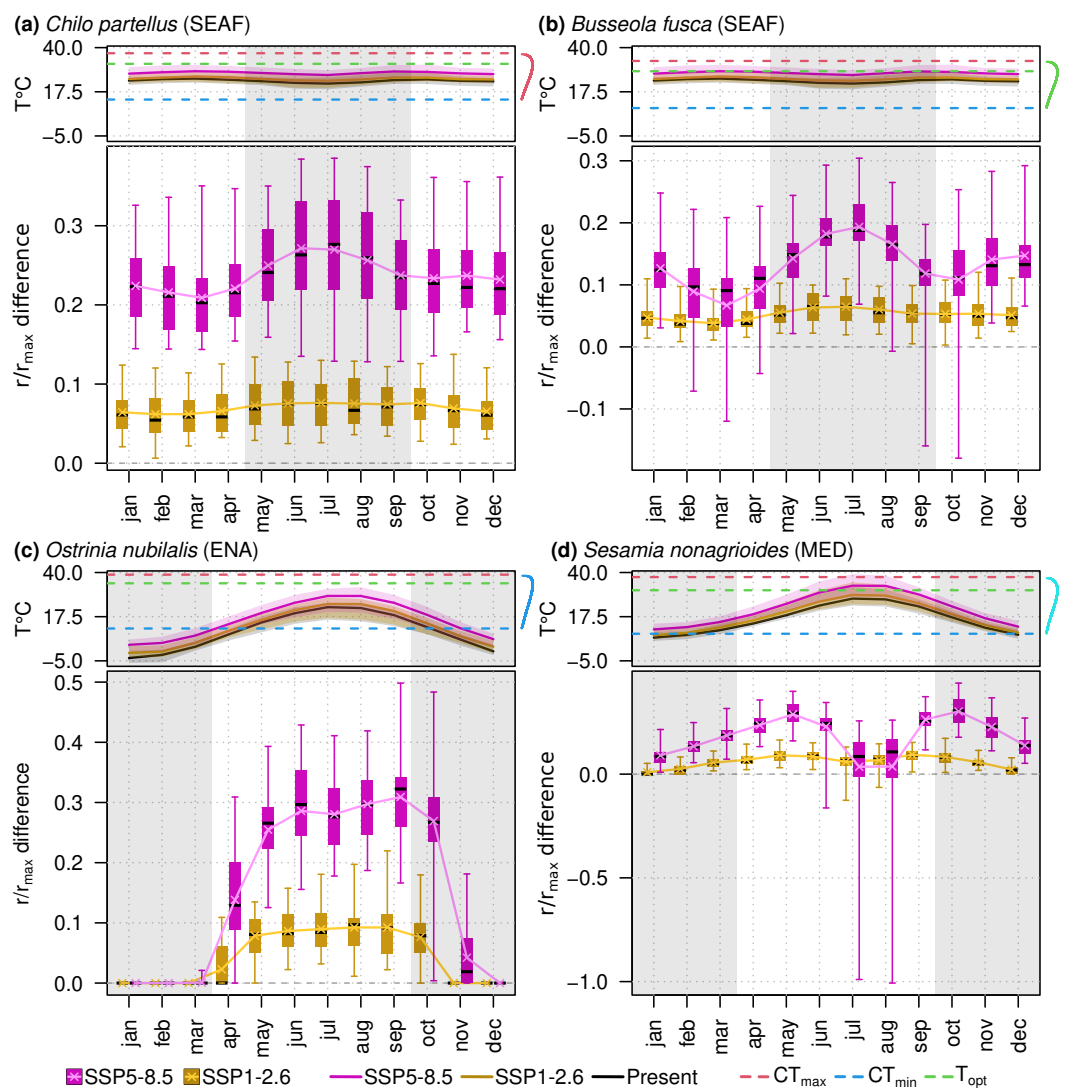 (a) Chilo partellus (SEAF)
40.0
17.5
−5.0
T°C
0.3
0.2
0.1
0.0
r/rmax difference
jan feb mar apr may jun jul aug sep oct nov dec
(b) Busseola fusca (SEAF)
40.0
17.5
−5.0
T°C
0.3
0.2
0.1
0.0
−0.1
r/rmax difference
jan feb mar apr may jun jul aug sep oct nov dec
(c) Ostrinia nubilalis (ENA)
40.0
17.5
−5.0
T°C
0.5
0.4
0.3
0.2
0.1
0.0
r/rmax difference
jan feb mar apr may jun jul aug sep oct nov dec
(d) Sesamia nonagrioides (MED)
40.0
17.5
−5.0
T°C
0.0
−0.5
−1.0
r/rmax difference
jan feb mar apr may jun jul aug sep oct nov dec
SSP5-8.5 SSP1-2.6 SSP5-8.5 SSP1-2.6 Present CTmax CTmin Topt